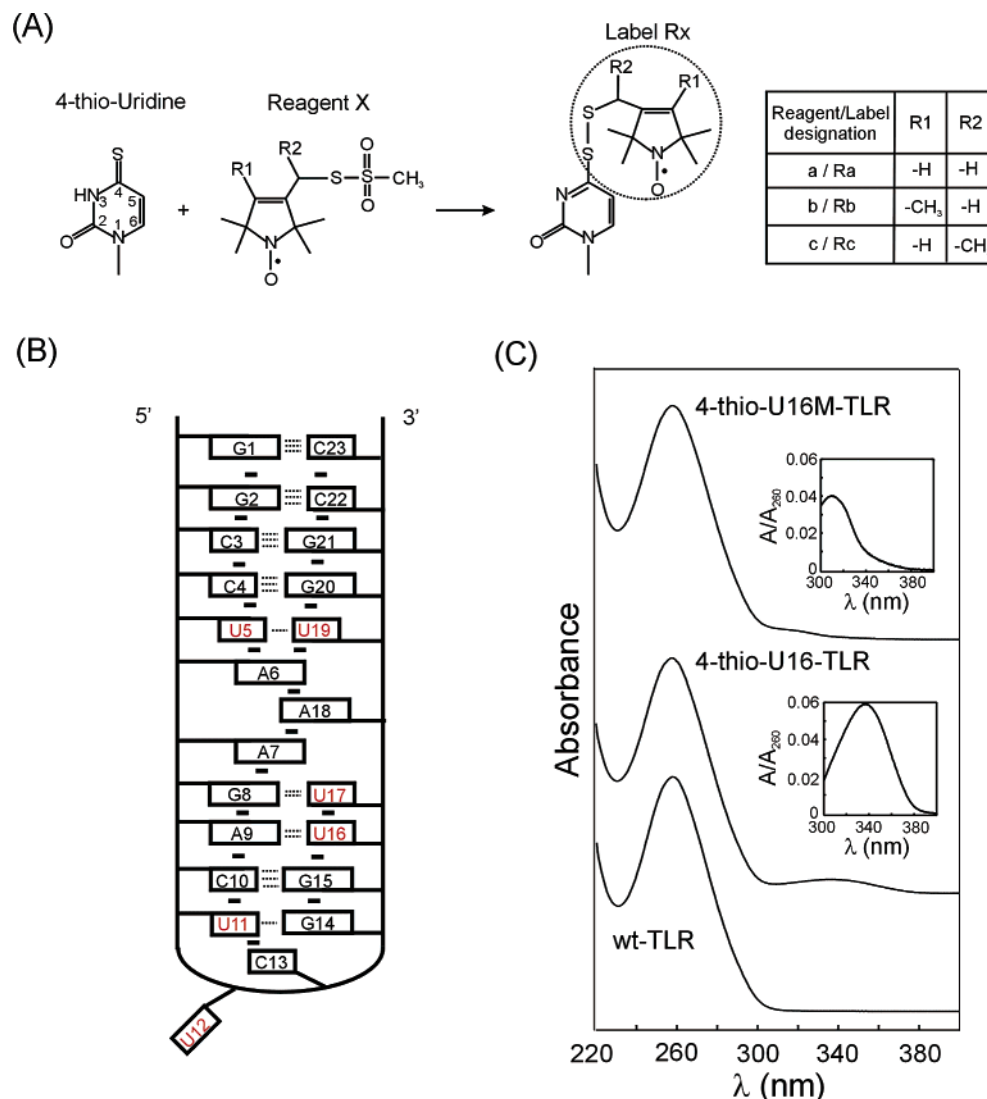 (A)
4-thio-Uridine
Reagent X
Label Rx
S
HN
3
4
5
2
1
6
N
O
+
R1
R2
S
S
O
O
CH3
N
O
•
R2
R1
S
S
N
N
O
N
O
•
Reagent/Label designation R1 R2
a / Ra -H -H
b / Rb -CH3 -H
c / Rc -H -CH
(B)
5’ 3’
G1 C23
G2 C22
C3 G21
C4 G20
U5 U19
A6
A18
A7
G8 U17
A9 U16
C10 G15
U11 G14
C13
U12
(C)
Absorbance
4-thio-U16M-TLR
A/A260
0.06
0.04
0.02
0
300 340 380
λ (nm)
4-thio-U16-TLR
A/A260
0.06
0.04
0.02
0
300 340 380
λ (nm)
wt-TLR
220 260 300 340 380
λ (nm)